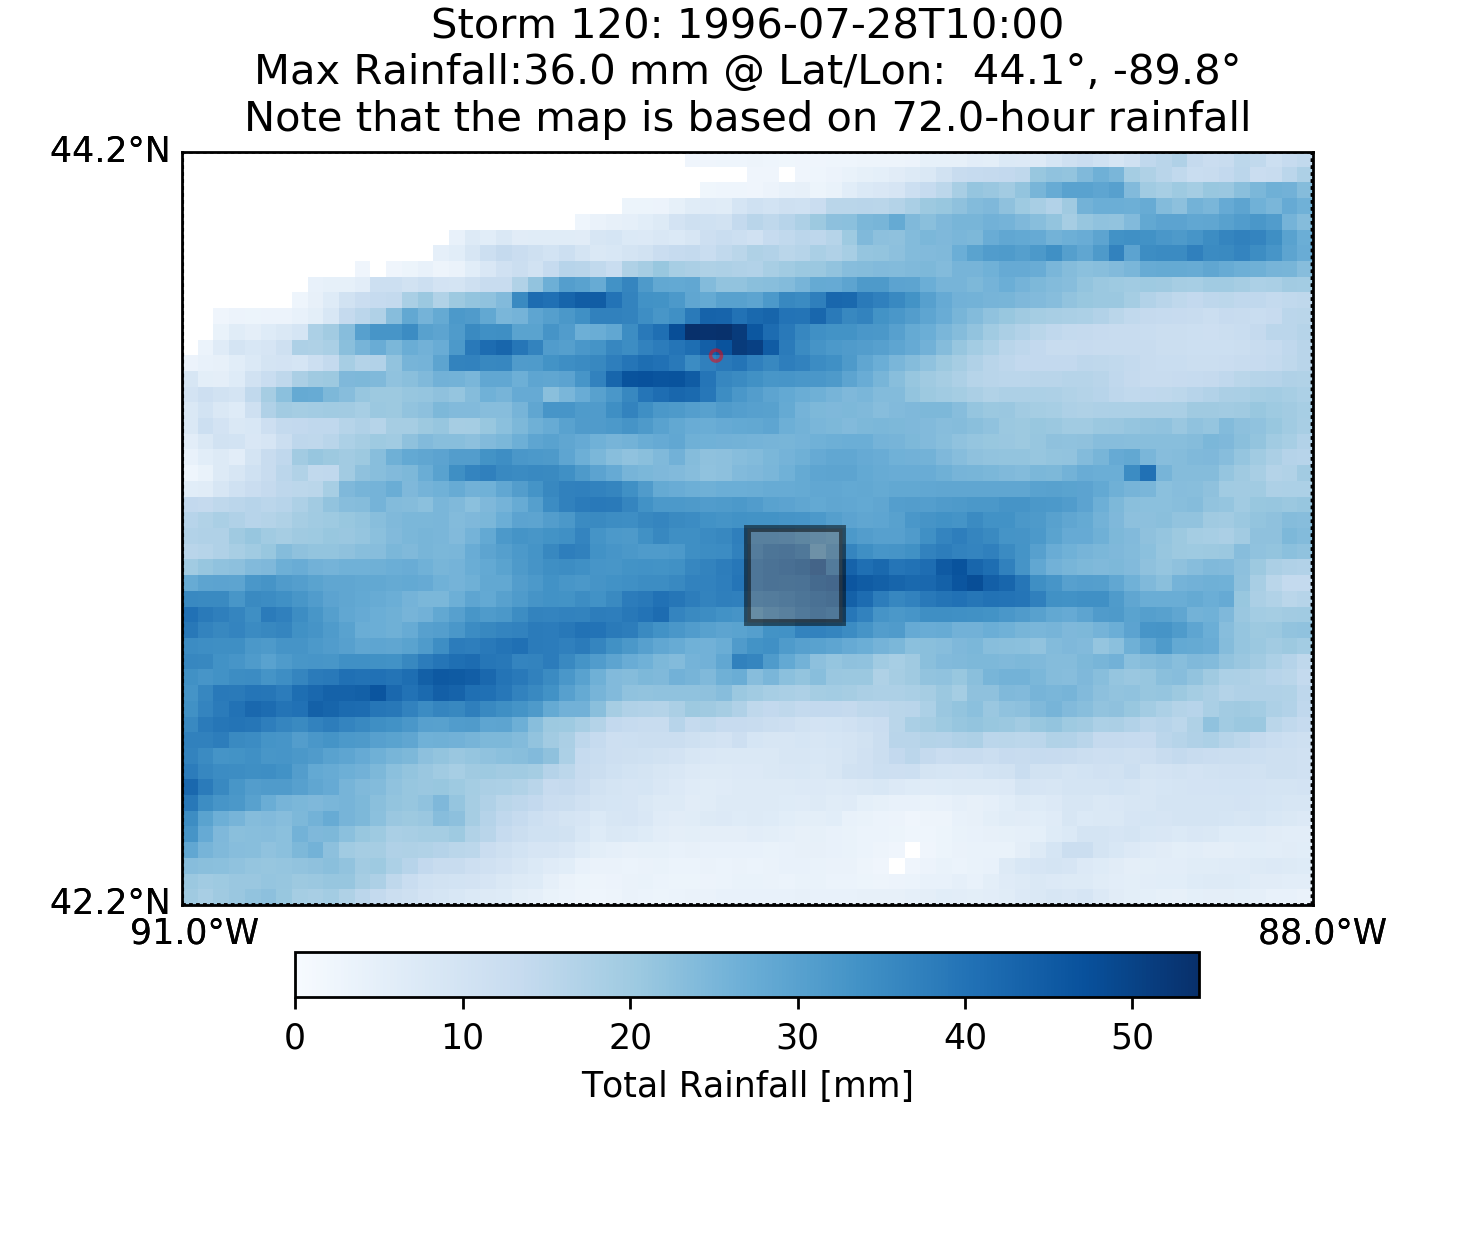 Storm 120: 1996-07-28T10:00
Max Rainfall:36.0 mm @ Lat/Lon:  44.1°, -89.8°
Note that the map is based on 72.0-hour rainfall
44.2°N
42.2°N
91.0°W 88.0°W
0 10 20 30 40 50
Total Rainfall [mm]